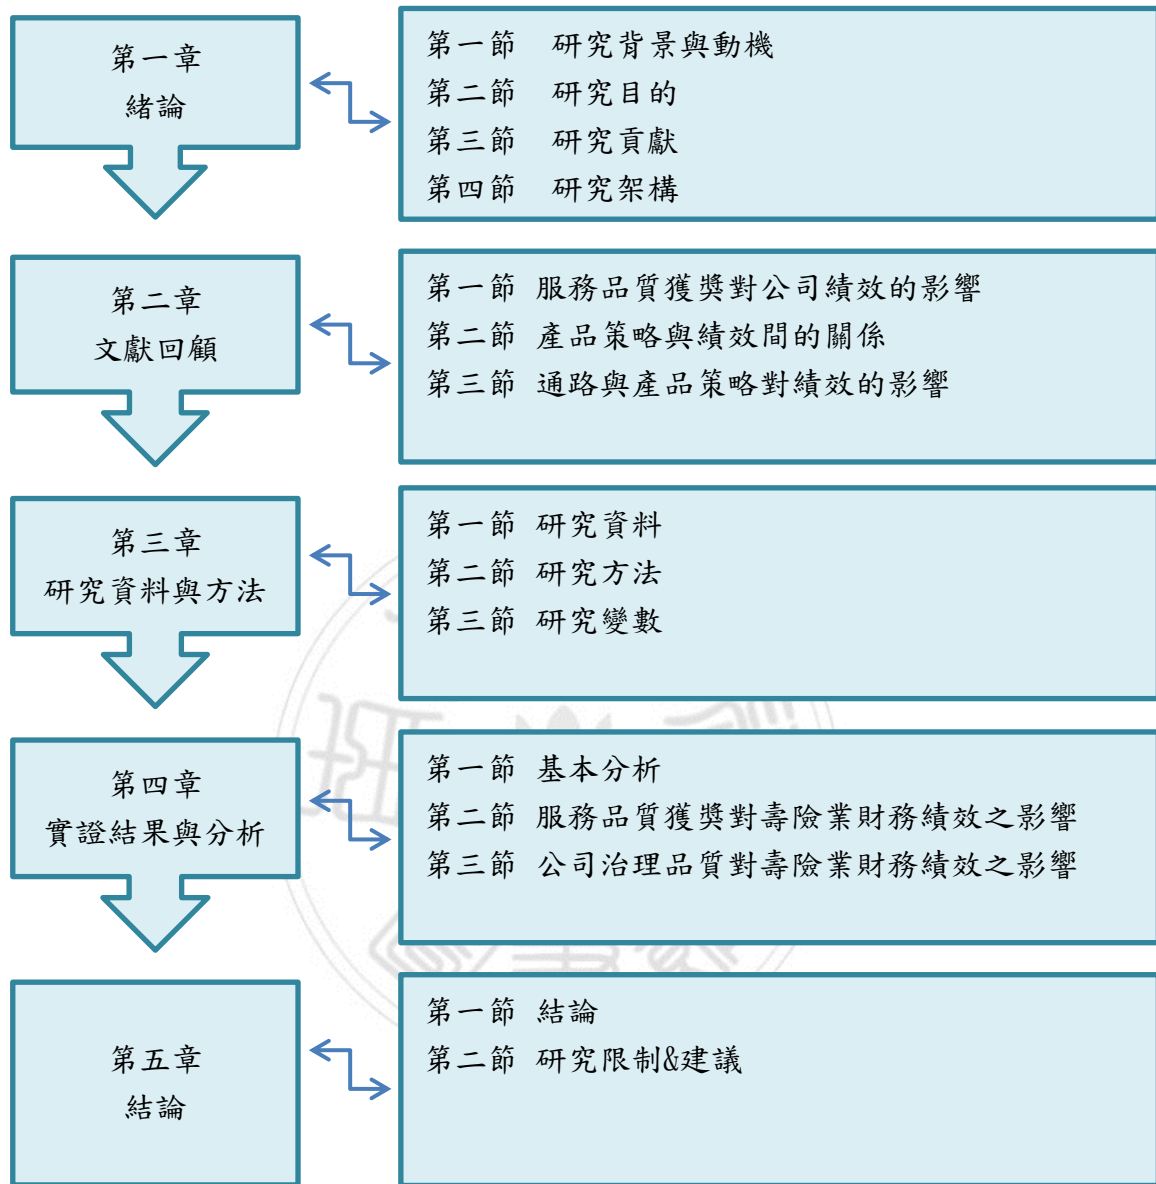 第一章
緒論
第一節 研究背景與動機
第二節 研究目的
第三節 研究貢獻
第四節 研究架構
第二章
文獻回顧
第一節 服務品質獲獎對公司績效的影響
第二節 產品策略與績效間的關係
第三節 通路與產品策略對績效的影響
第三章
研究資料與方法
第一節 研究資料
第二節 研究方法
第三節 研究變數
第四章
實證結果與分析
第一節 基本分析
第二節 服務品質獲獎對壽險業財務績效之影響
第三節 公司治理品質對壽險業財務績效之影響
第五章
結論
第一節 結論
第二節 研究限制&建議